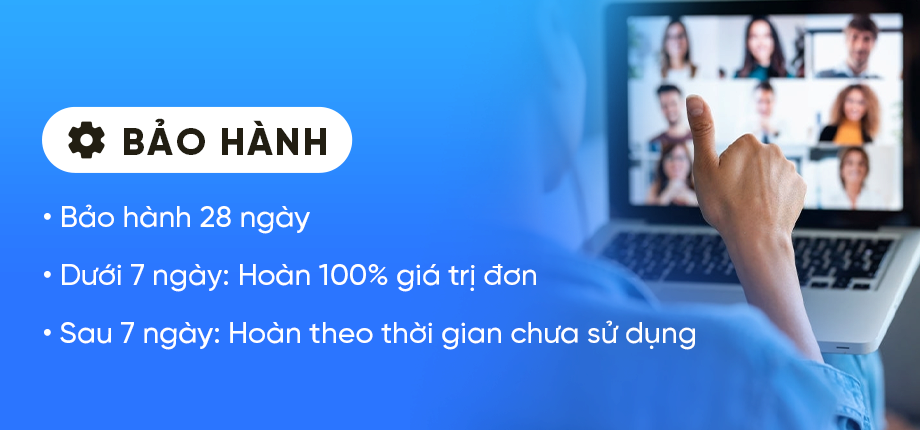 BẢO HÀNH
• Bảo hành 28 ngày
• Dưới 7 ngày: Hoàn 100% giá trị đơn
• Sau 7 ngày: Hoàn theo thời gian chưa sử dụng